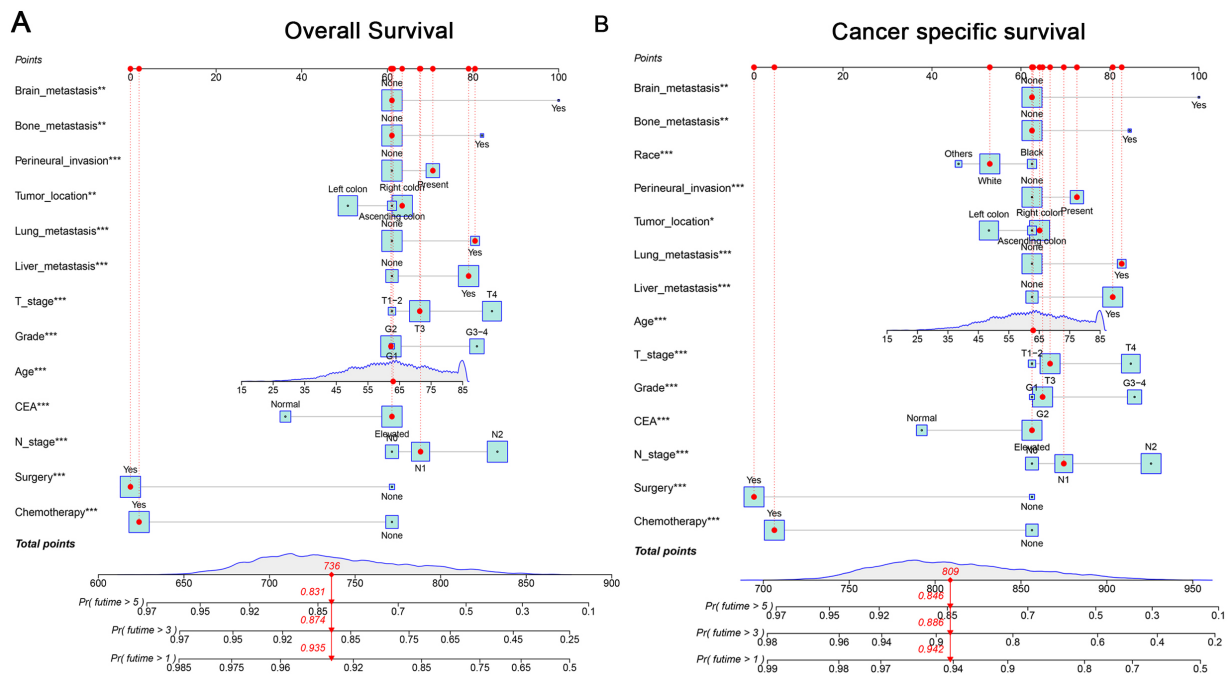 A
Overall Survival
Points
0 20 40 60 80 100
Brain_metastasis**
None
Yes
Bone_metastasis**
None
Yes
Perineural_invasion***
None
Present
Tumor_location**
Left colon
Right colon
Ascending colon
Lung_metastasis***
None
Yes
Liver_metastasis***
None
Yes
T_stage***
T1-2
T3
T4
Grade***
G2
G1
G3-4
Age***
15 25 35 45 55 65 75 85
CEA***
Normal
Elevated
N_stage***
N0
N1
N2
Surgery***
Yes
None
Chemotherapy***
Yes
None
Total points
736
600 650 700 750 800 850 900
0.831
Pr( futime > 5)
0.97 0.95 0.92 0.85 0.7 0.5 0.3 0.1
0.874
Pr( futime > 3)
0.97 0.95 0.92 0.85 0.75 0.65 0.45 0.25
0.935
Pr( futime > 1)
0.985 0.975 0.96 0.92 0.85 0.75 0.65 0.5
B
Cancer specific survival
Points
0 20 40 60 80 100
Brain_metastasis**
None
Yes
Bone_metastasis**
None
Yes
Race***
Others
White
Black
Perineural_invasion***
None
Present
Tumor_location*
Left colon
Right colon
Ascending colon
Lung_metastasis***
None
Yes
Liver_metastasis***
None
Yes
Age***
15 25 35 45 55 65 75 85
T_stage***
T1-2
T3
T4
Grade***
G1
G2
G3-4
CEA***
Normal
Elevated
N_stage***
N0
N1
N2
Surgery***
Yes
None
Chemotherapy***
Yes
None
Total points
809
700 750 800 850 900 950
0.846
Pr( futime > 5)
0.97 0.95 0.92 0.85 0.7 0.5 0.3 0.1
0.886
Pr( futime > 3)
0.98 0.96 0.94 0.9 0.8 0.6 0.4 0.2
0.942
Pr( futime > 1)
0.99 0.98 0.97 0.94 0.9 0.8 0.7 0.5